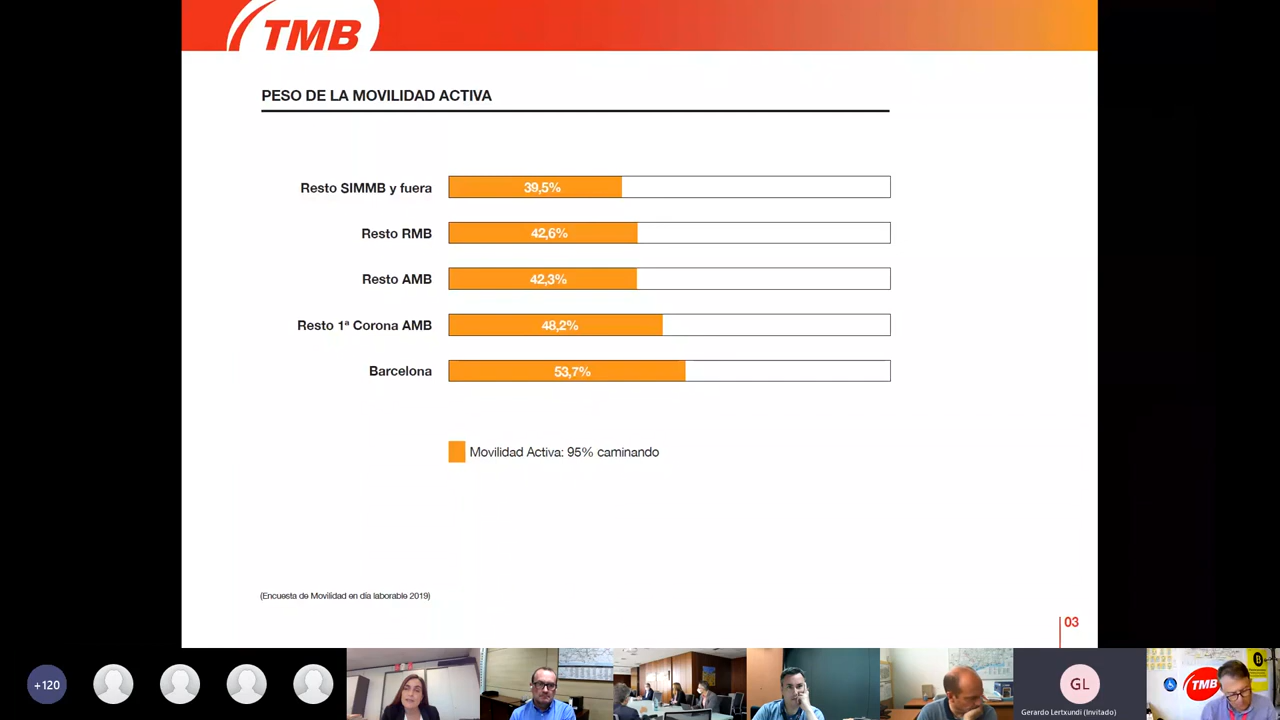 TMB
PESO DE LA MOVILIDAD ACTIVA
Resto SIMMB y fuera 39,5%
Resto RMB 42,6%
Resto AMB 42,3%
Resto 1ª Corona AMB 48,2%
Barcelona 53,7%
Movilidad Activa: 95% caminando
(Encuesta de Movilidad en día laborable 2019)
03
+120
GL
Gerardo Lertxundi (Invitado)
TMB